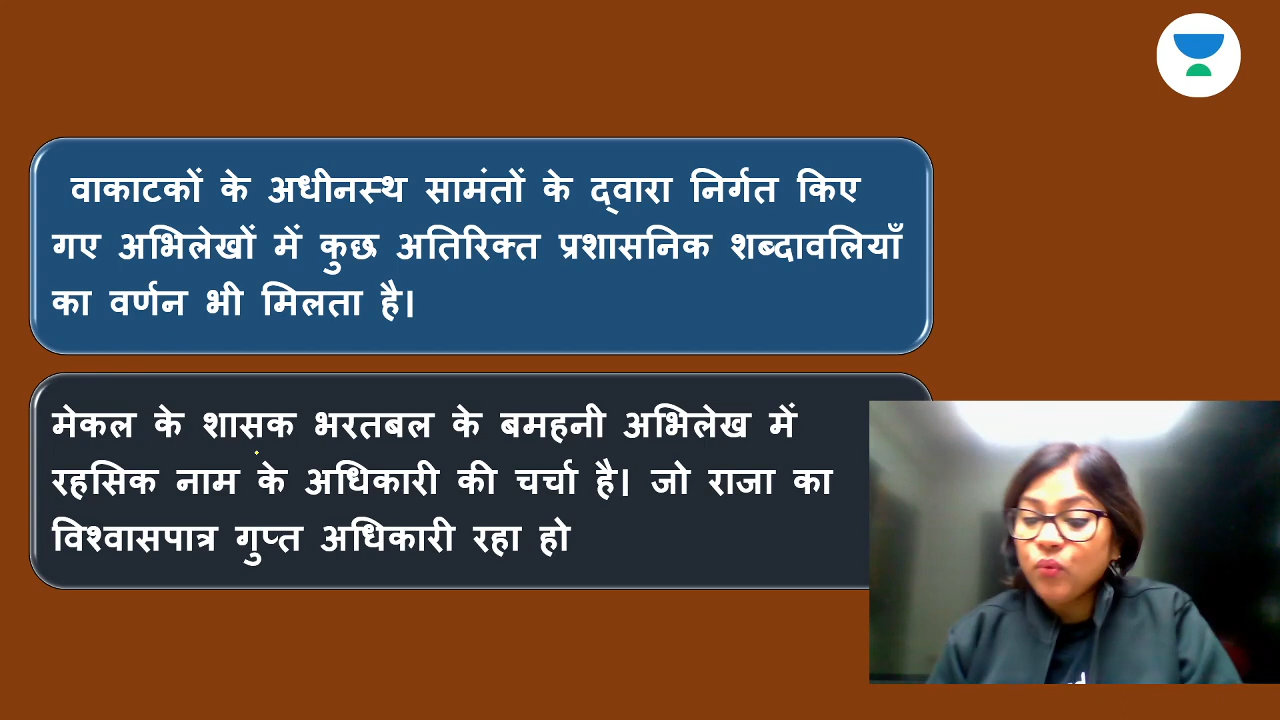 वाकाटकों के अधीनस्थ सामंतों के द्वारा निर्गत किए
गए अभिलेखों में कुछ अतिरिक्त प्रशासनिक शब्दावलियाँ
का वर्णन भी मिलता है।
मेकल के शासक भरतबल के बमहनी अभिलेख में
रहसिक नाम के अधिकारी की चर्चा है। जो राजा का
विश्वासपात्र गुप्त अधिकारी रहा हो